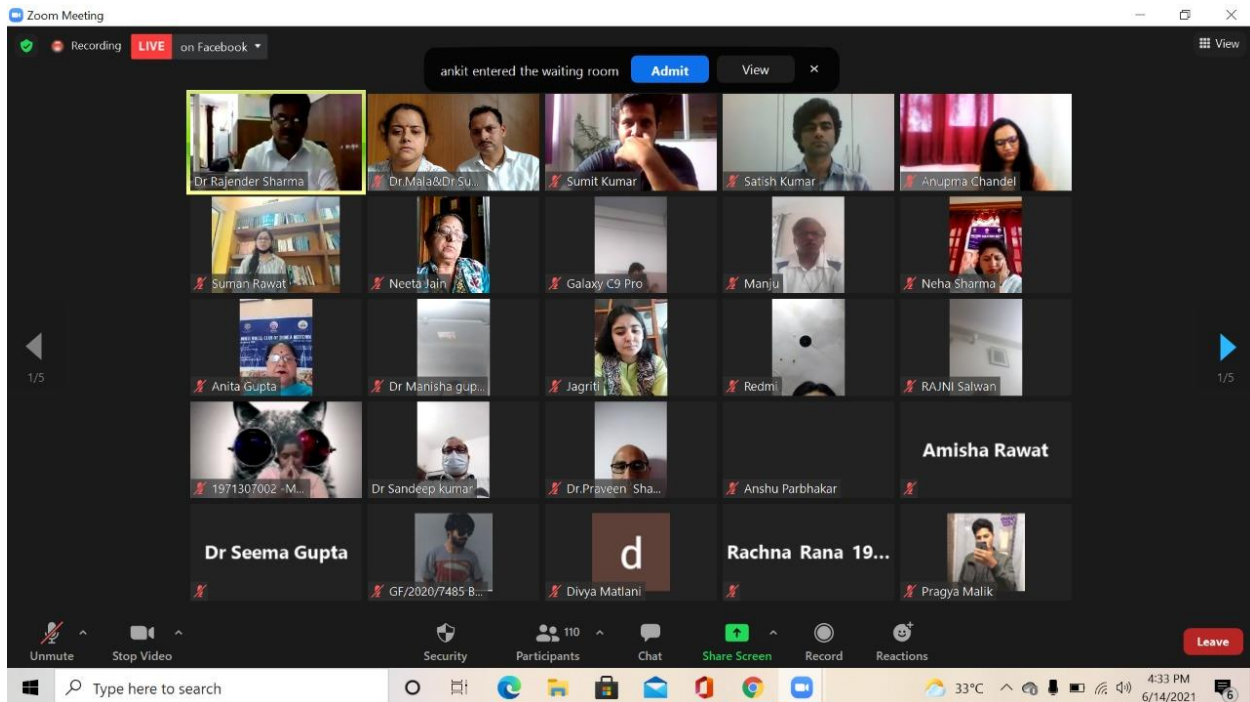 Zoom Meeting
Recording LIVE on Facebook
View
ankit entered the waiting room Admit View
Dr Rajender Sharma
Dr.Mala&Dr Su...
Sumit Kumar
Satish Kumar
Anupma Chandel
Suman Rawat
Neeta Jain
Galaxy C9 Pro
Manju
Neha Sharma
Anita Gupta
Dr Manisha gup...
Jagriti
Redmi
RAJNI Salwan
1/5
1/5
1971307002 -M...
Dr Sandeep kumar
Dr.Praveen Sha...
Anshu Parbhakar
Amisha Rawat
Dr Seema Gupta
GF/2020/7485 B...
d
Divya Matlani
Rachna Rana 19...
Pragya Malik
Unmute
Stop Video
Security
Participants
110
Chat
Share Screen
Record
Reactions
Leave
Type here to search
33°C
4:33 PM
6/14/2021
6